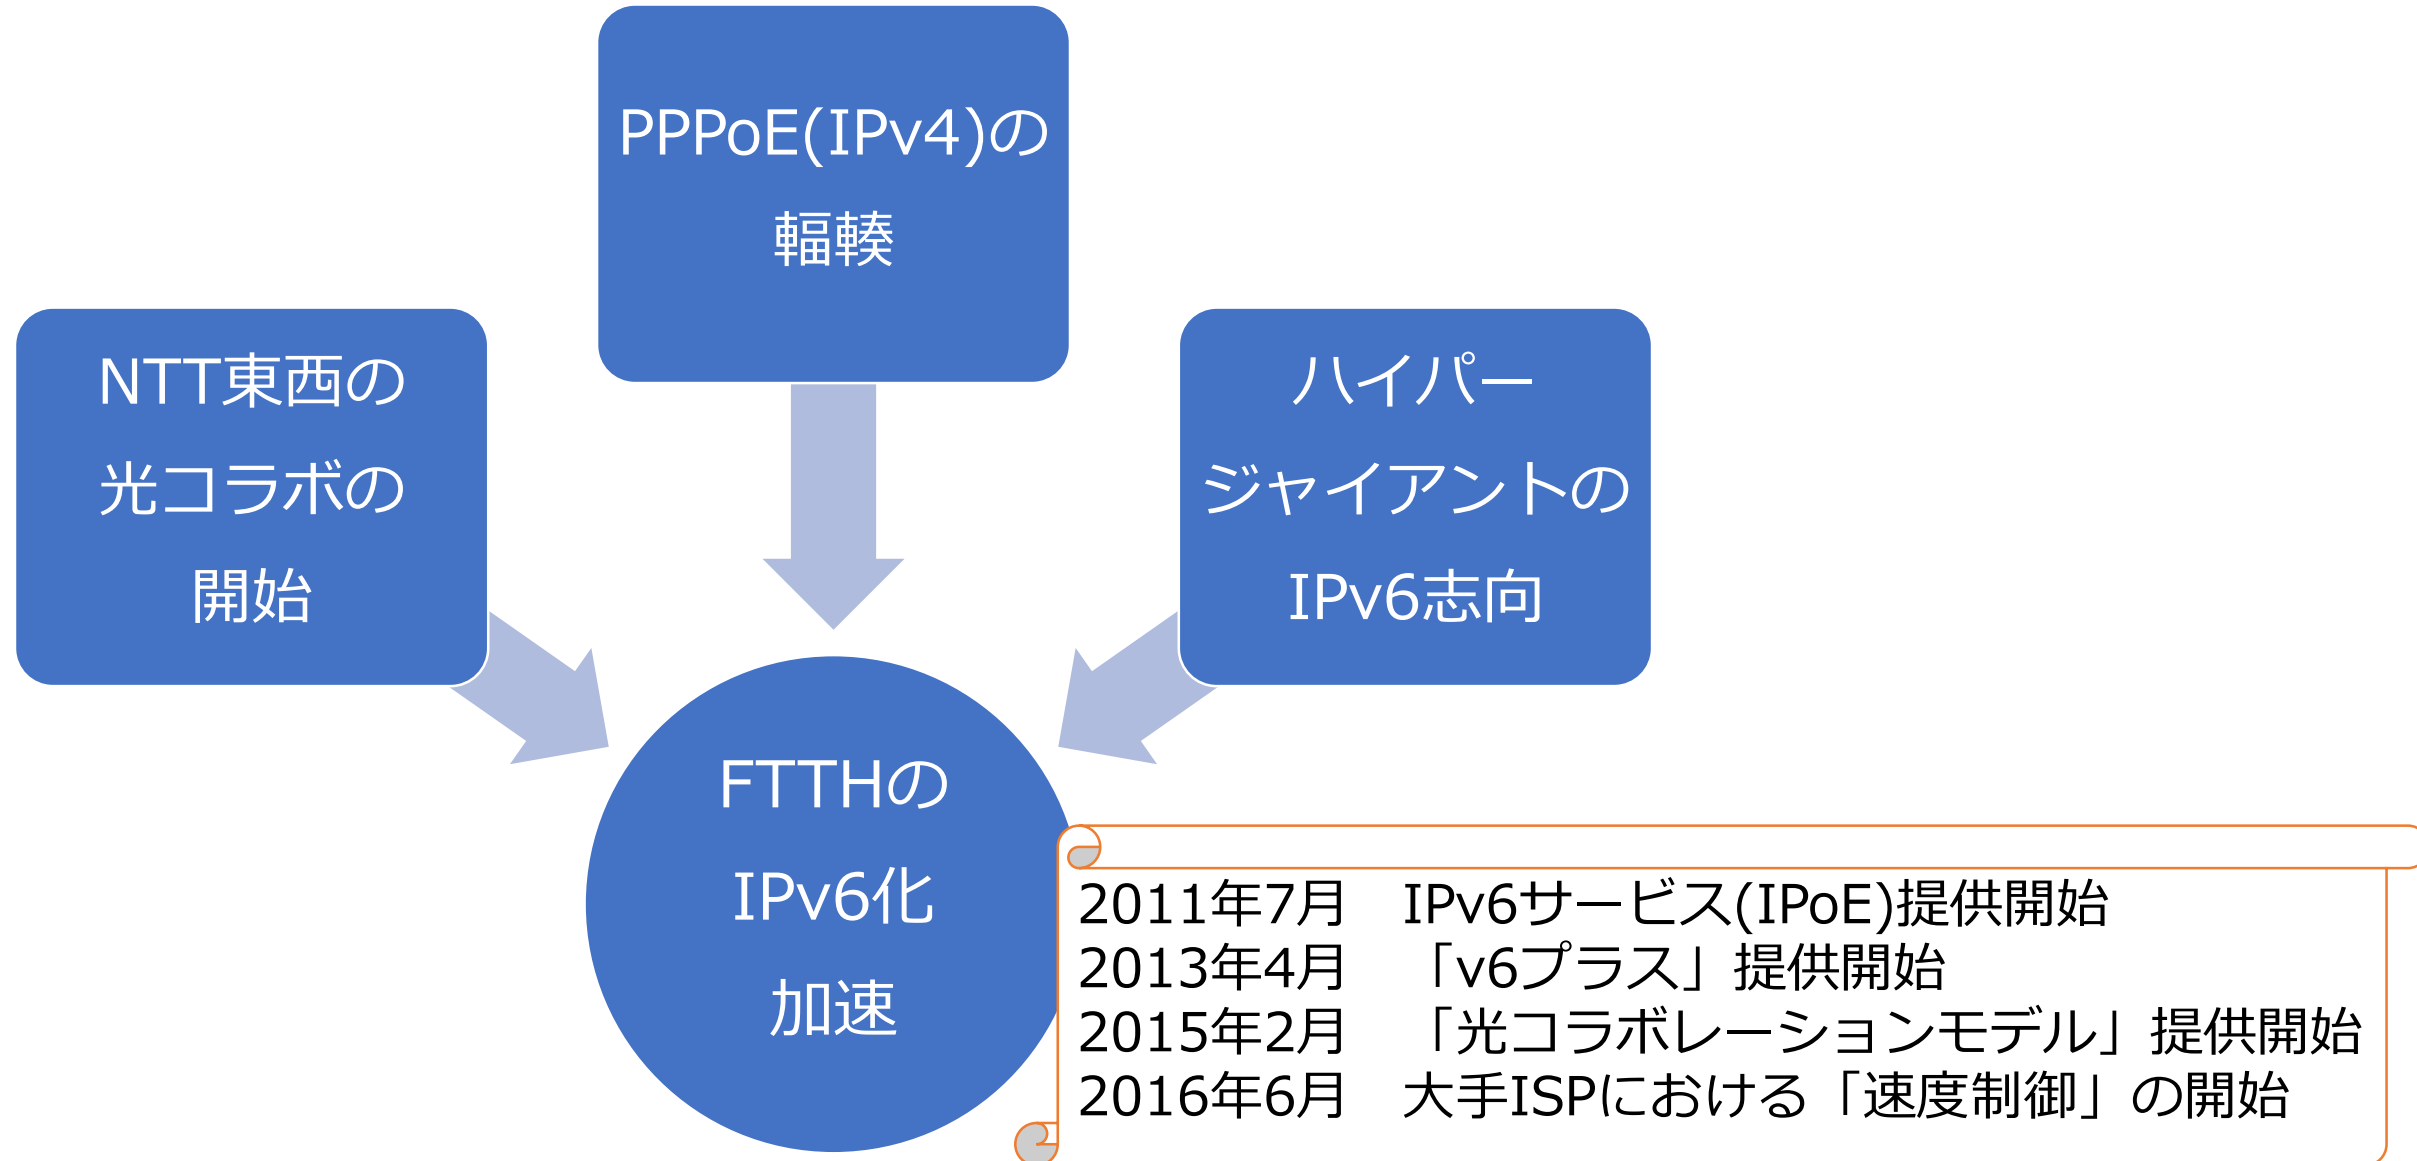 PPPoE(IPv4)の
輻輳
NTT東西の
光コラボの
開始
ハイパー
ジャイアントの
IPv6志向
FTTHの
IPv6化
加速
2011年7月　IPv6サービス(IPoE)提供開始
2013年4月　「v6プラス」提供開始
2015年2月　「光コラボレーションモデル」提供開始
2016年6月　大手ISPにおける「速度制御」の開始